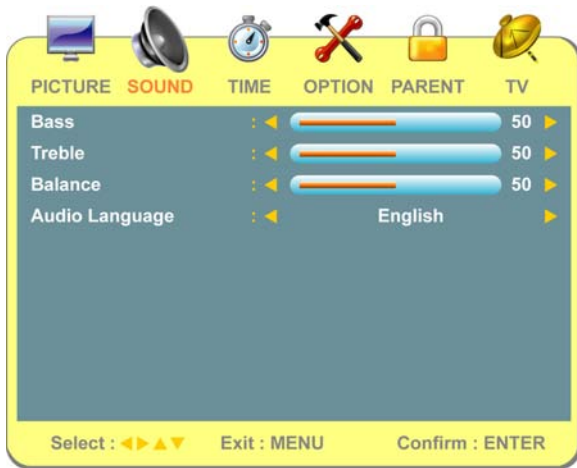 PICTURE SOUND TIME OPTION PARENT TV
Bass : 50
Treble : 50
Balance : 50
Audio Language : English
Select : ◀▶▲▼ Exit : MENU Confirm : ENTER